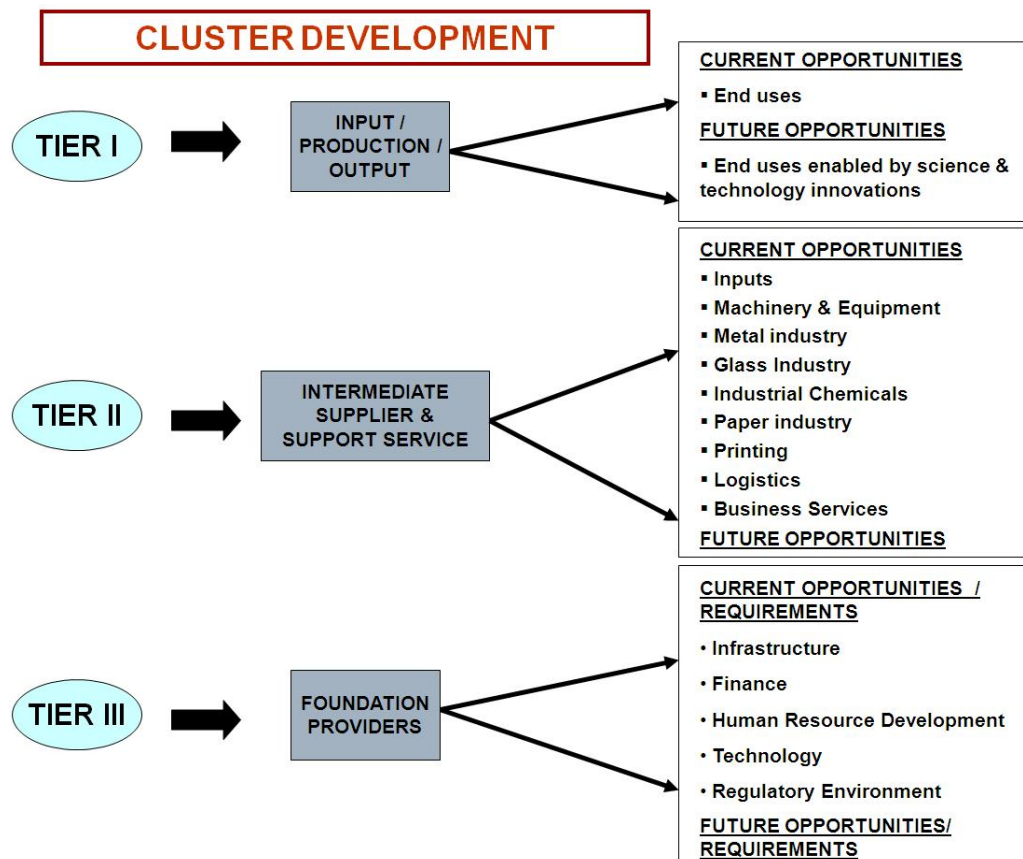 CLUSTER DEVELOPMENT
TIER I
INPUT /
PRODUCTION /
OUTPUT
CURRENT OPPORTUNITIES
▪ End uses
FUTURE OPPORTUNITIES
▪ End uses enabled by science &
technology innovations
TIER II
INTERMEDIATE
SUPPLIER &
SUPPORT SERVICE
CURRENT OPPORTUNITIES
▪ Inputs
▪ Machinery & Equipment
▪ Metal industry
▪ Glass Industry
▪ Industrial Chemicals
▪ Paper industry
▪ Printing
▪ Logistics
▪ Business Services
FUTURE OPPORTUNITIES
TIER III
FOUNDATION
PROVIDERS
CURRENT OPPORTUNITIES /
REQUIREMENTS
• Infrastructure
• Finance
• Human Resource Development
• Technology
• Regulatory Environment
FUTURE OPPORTUNITIES/
REQUIREMENTS